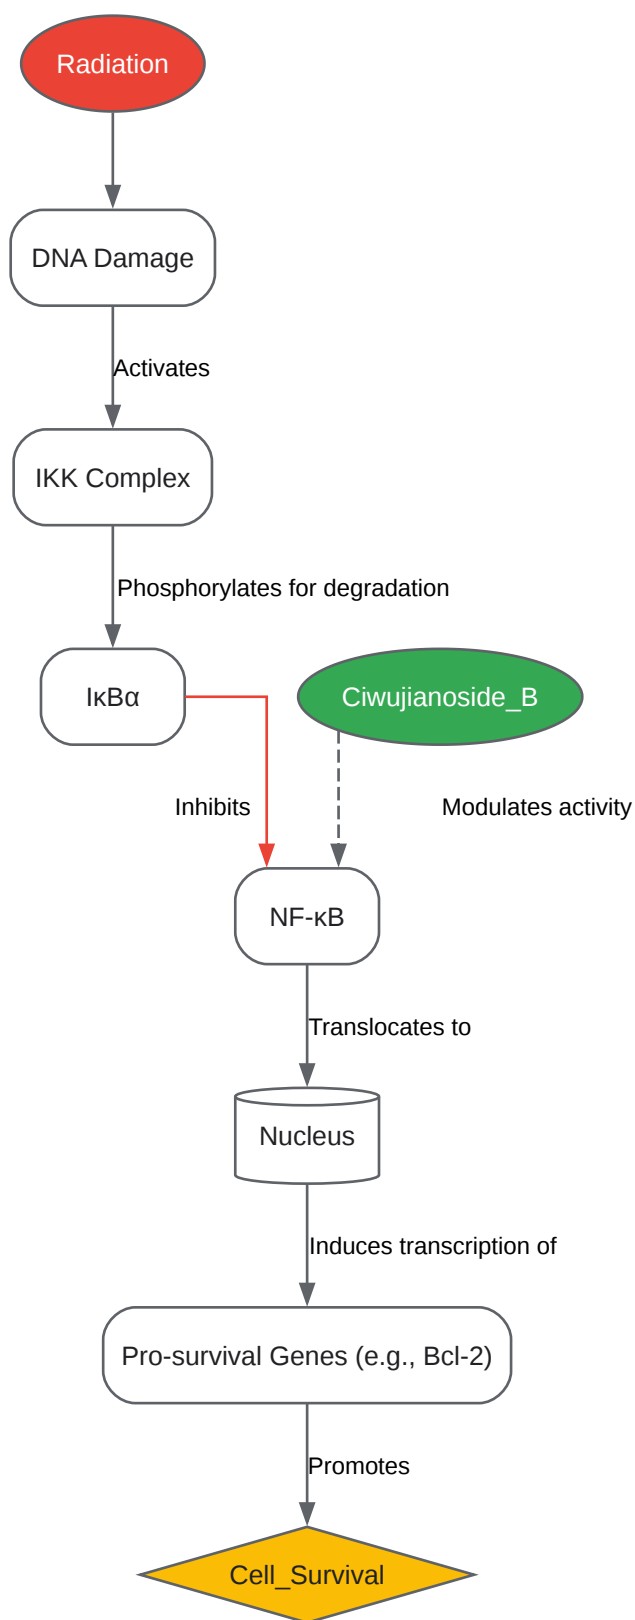 Radiation
DNA Damage
Activates
IKK Complex
Phosphorylates for degradation
IκBα
Ciwujianoside_B
Inhibits
Modulates activity
NF-κB
Translocates to
Nucleus
Induces transcription of
Pro-survival Genes (e.g., Bcl-2)
Promotes
Cell_Survival